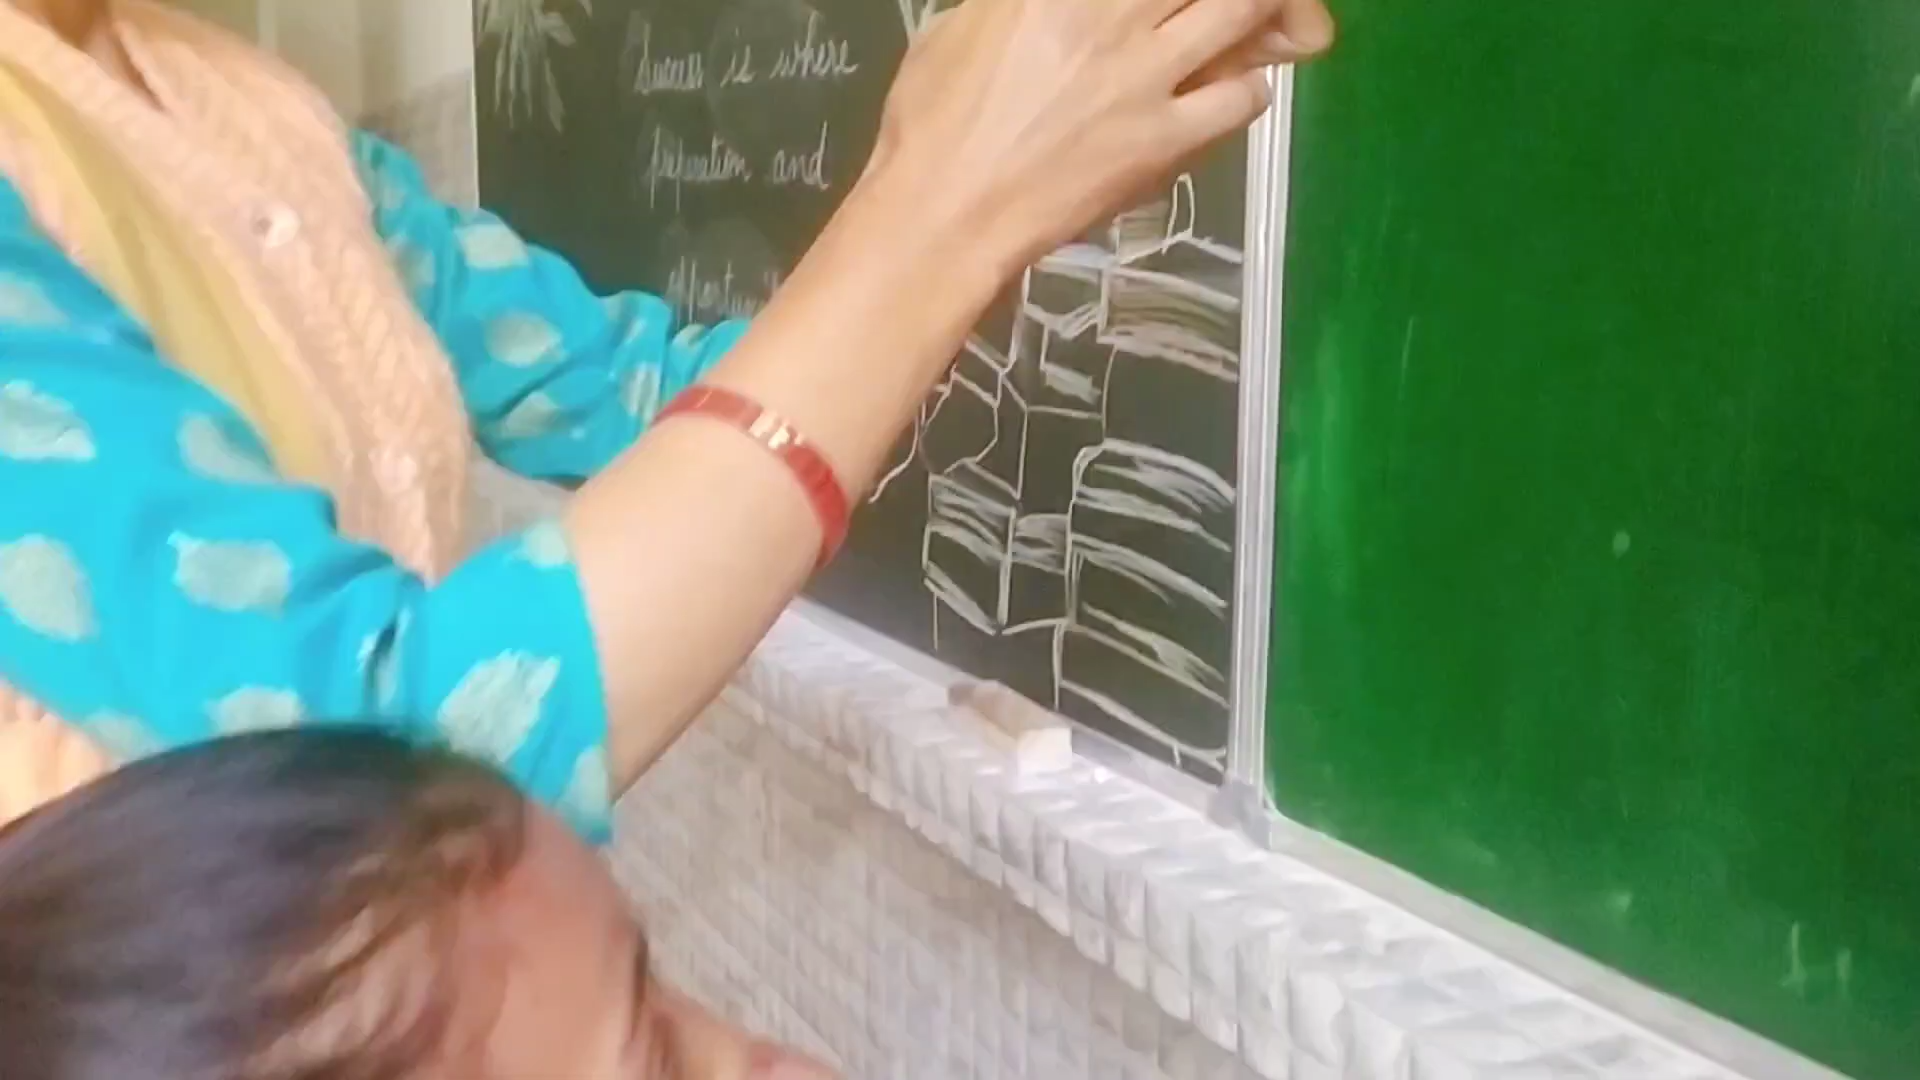 Success is where
preparation and